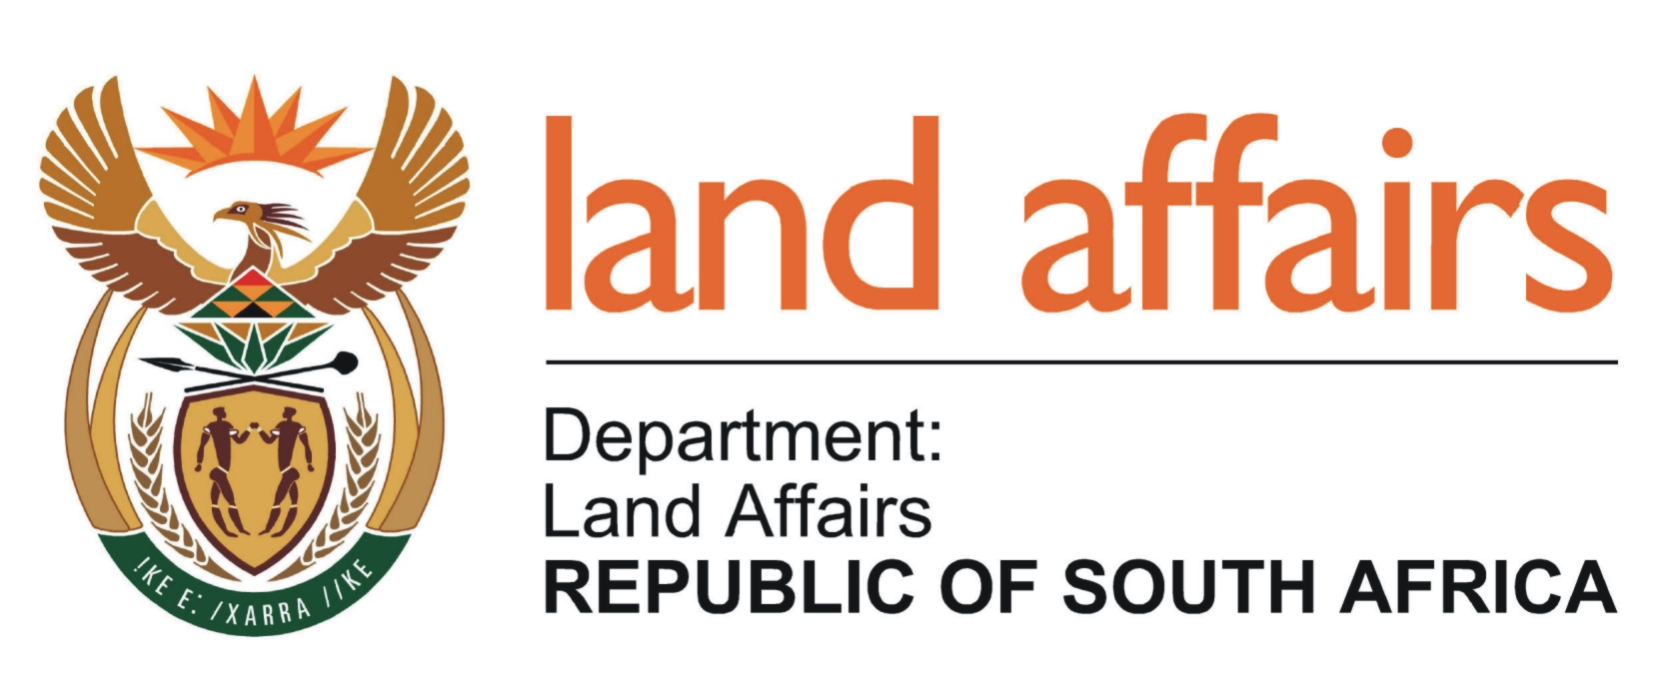 !KE E: /XARRA //KE
land affairs
Department:
Land Affairs
REPUBLIC OF SOUTH AFRICA